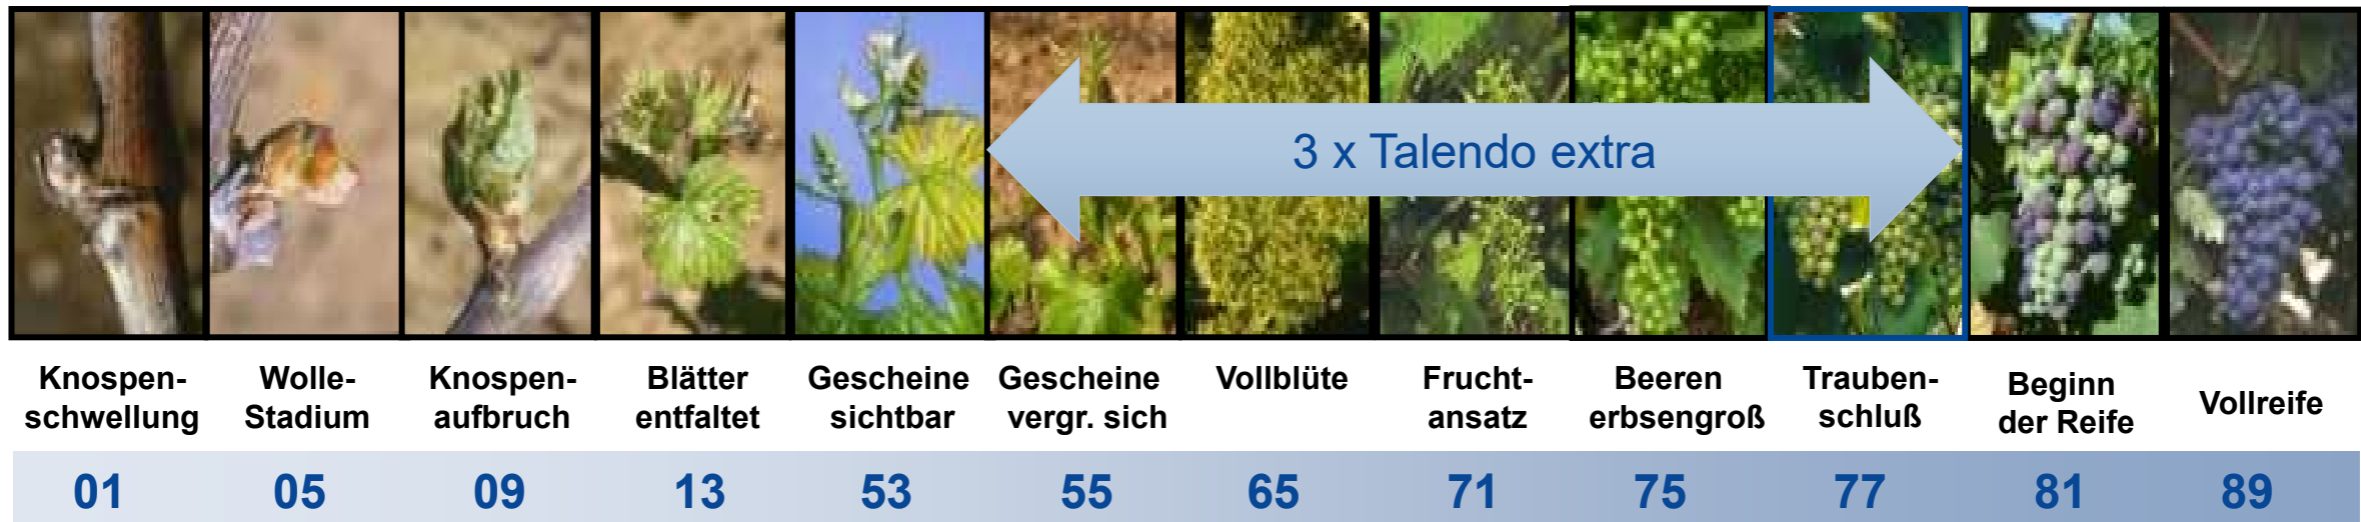 3 x Talendo extra
Knospen-
schwellung
Wolle-
Stadium
Knospen-
aufbruch
Blätter
entfaltet
Gescheine
sichtbar
Gescheine
vergr. sich
Vollblüte
Frucht-
ansatz
Beeren
erbsengroß
Trauben-
schluß
Beginn
der Reife
Vollreife
01 05 09 13 53 55 65 71 75 77 81 89